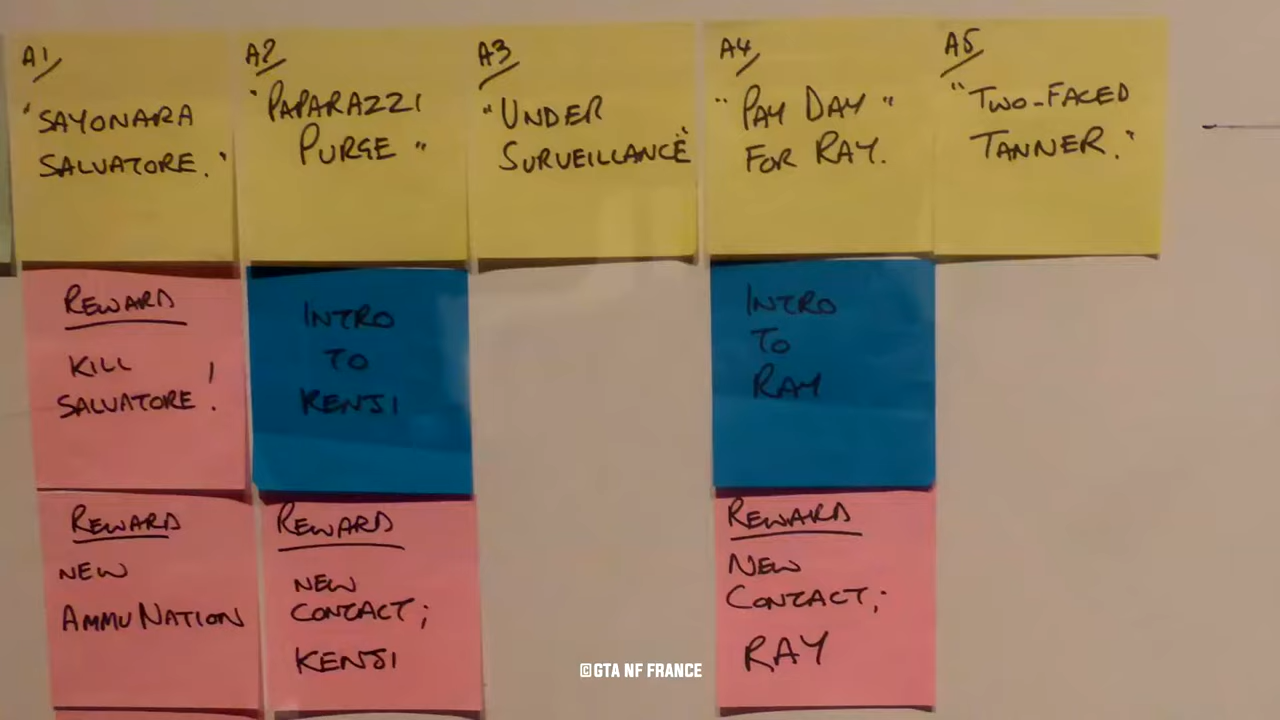 A1/
"SAYONARA
SALVATORE."
A2/
"PAPARAZZI
PURGE"
A3/
"UNDER
SURVEILLANCE"
A4/
"PAY DAY"
FOR RAY.
A5/
"TWO-FACED
TANNER."
REWARD
KILL
SALVATORE!
INTRO
TO
KENJI
INTRO
TO
RAY
REWARD
NEW
AMMUNATION
REWARD
NEW
CONTACT;
KENJI
REWARD
NEW
CONTACT;
RAY
©GTA NF FRANCE